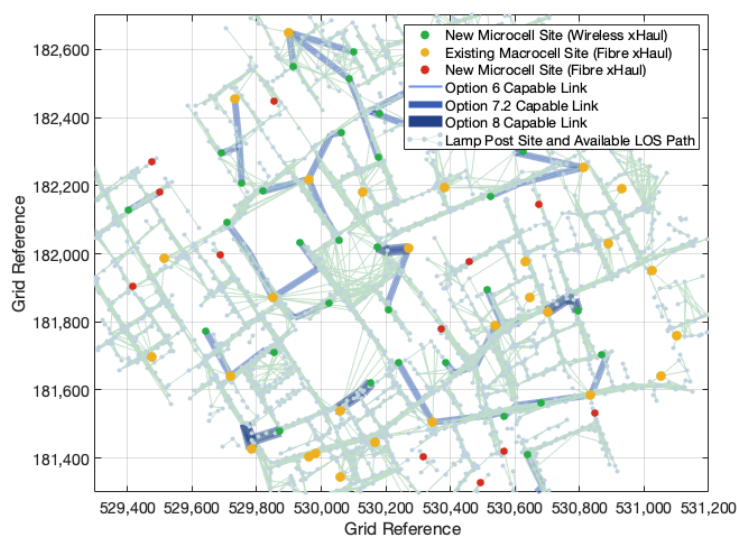 182,600
182,400
182,200
182,000
181,800
181,600
181,400
Grid Reference
New Microcell Site (Wireless xHaul)
Existing Macrocell Site (Fibre xHaul)
New Microcell Site (Fibre xHaul)
Option 6 Capable Link
Option 7.2 Capable Link
Option 8 Capable Link
Lamp Post Site and Available LOS Path
529,400 529,600 529,800 530,000 530,200 530,400 530,600 530,800 531,000 531,200
Grid Reference